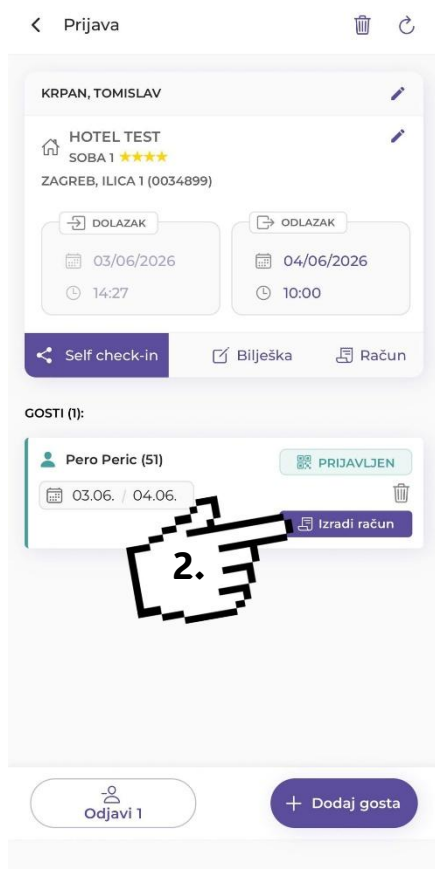 Prijava
KRPAN, TOMISLAV
HOTEL TEST
SOBA 1 ★★★★
ZAGREB, ILICA 1 (0034899)
DOLAZAK
03/06/2026
14:27
ODLAZAK
04/06/2026
10:00
Self check-in
Bilješka
Račun
GOSTI (1):
Pero Peric (51)
PRIJAVLJEN
03.06. / 04.06.
Izradi račun
2.
Odjavi 1
+ Dodaj gosta